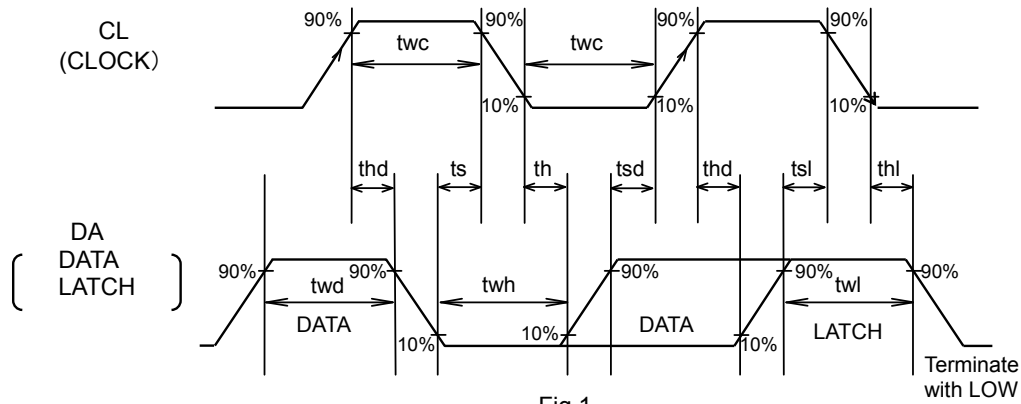 90%
90%
90%
90%
CL
(CLOCK）
twc
twc
10%
10%
10%
thd
ts
th
tsd
thd
tsl
thl
DA
DATA
LATCH
90%
90%
90%
90%
90%
twd
twh
twl
DATA
DATA
LATCH
10%
10%
10%
Terminate
with LOW